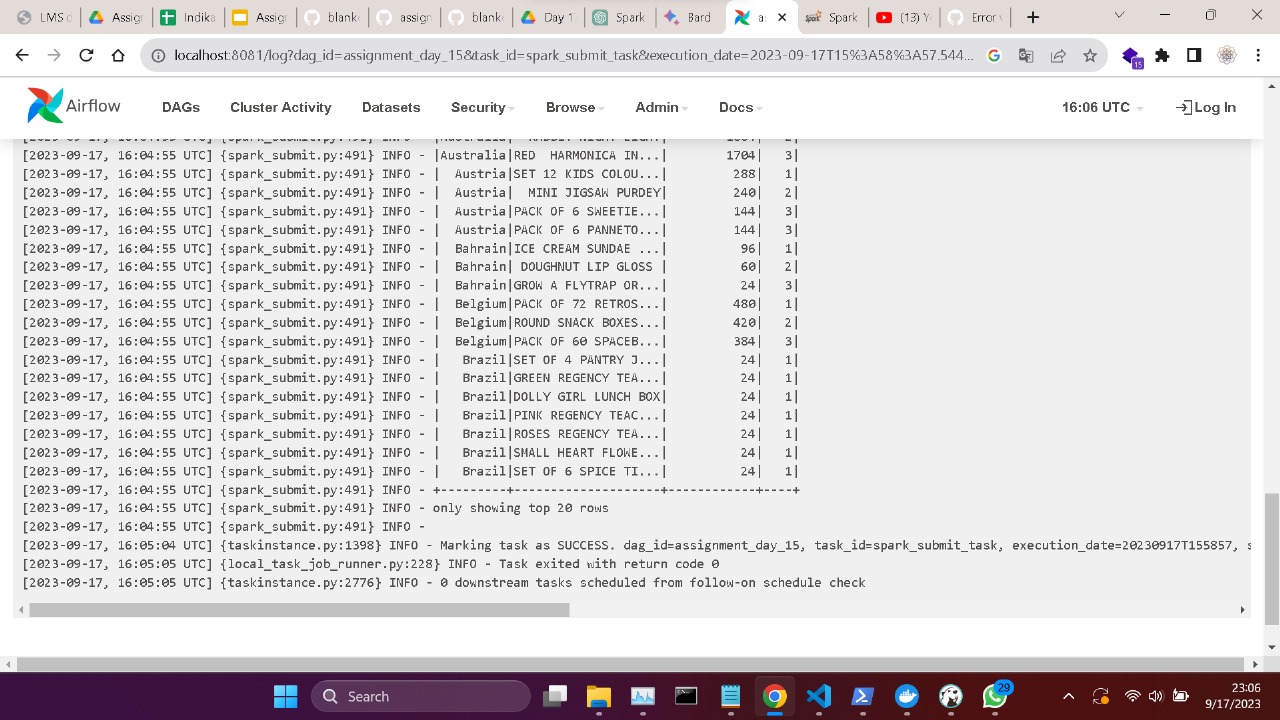 LMS d
Assig
Indika
Assig
blank
assign
blank
Day 1
Spark
Bard
as
Spark
(13)
Error
localhost:8081/log?dag_id=assignment_day_15&task_id=spark_submit_task&execution_date=2023-09-17T15%3A58%3A57.544...
15
Airflow DAGs Cluster Activity Datasets Security Browse Admin Docs 16:06 UTC Log In
[2023-09-17, 16:04:55 UTC] {spark_submit.py:491} INFO - |Australia|RED  HARMONICA IN...|       1704|   3|
[2023-09-17, 16:04:55 UTC] {spark_submit.py:491} INFO - |  Austria|SET 12 KIDS COLOU...|        288|   1|
[2023-09-17, 16:04:55 UTC] {spark_submit.py:491} INFO - |  Austria|  MINI JIGSAW PURDEY|        240|   2|
[2023-09-17, 16:04:55 UTC] {spark_submit.py:491} INFO - |  Austria|PACK OF 6 SWEETIE...|        144|   3|
[2023-09-17, 16:04:55 UTC] {spark_submit.py:491} INFO - |  Austria|PACK OF 6 PANNETO...|        144|   3|
[2023-09-17, 16:04:55 UTC] {spark_submit.py:491} INFO - |  Bahrain|ICE CREAM SUNDAE ...|         96|   1|
[2023-09-17, 16:04:55 UTC] {spark_submit.py:491} INFO - |  Bahrain| DOUGHNUT LIP GLOSS |         60|   2|
[2023-09-17, 16:04:55 UTC] {spark_submit.py:491} INFO - |  Bahrain|GROW A FLYTRAP OR...|         24|   3|
[2023-09-17, 16:04:55 UTC] {spark_submit.py:491} INFO - |  Belgium|PACK OF 72 RETROS...|        480|   1|
[2023-09-17, 16:04:55 UTC] {spark_submit.py:491} INFO - |  Belgium|ROUND SNACK BOXES...|        420|   2|
[2023-09-17, 16:04:55 UTC] {spark_submit.py:491} INFO - |  Belgium|PACK OF 60 SPACEB...|        384|   3|
[2023-09-17, 16:04:55 UTC] {spark_submit.py:491} INFO - |   Brazil|SET OF 4 PANTRY J...|         24|   1|
[2023-09-17, 16:04:55 UTC] {spark_submit.py:491} INFO - |   Brazil|GREEN REGENCY TEA...|         24|   1|
[2023-09-17, 16:04:55 UTC] {spark_submit.py:491} INFO - |   Brazil|DOLLY GIRL LUNCH BOX|         24|   1|
[2023-09-17, 16:04:55 UTC] {spark_submit.py:491} INFO - |   Brazil|PINK REGENCY TEAC...|         24|   1|
[2023-09-17, 16:04:55 UTC] {spark_submit.py:491} INFO - |   Brazil|ROSES REGENCY TEA...|         24|   1|
[2023-09-17, 16:04:55 UTC] {spark_submit.py:491} INFO - |   Brazil|SMALL HEART FLOWE...|         24|   1|
[2023-09-17, 16:04:55 UTC] {spark_submit.py:491} INFO - |   Brazil|SET OF 6 SPICE TI...|         24|   1|
[2023-09-17, 16:04:55 UTC] {spark_submit.py:491} INFO - +---------+--------------------+-----------+----+
[2023-09-17, 16:04:55 UTC] {spark_submit.py:491} INFO - only showing top 20 rows
[2023-09-17, 16:04:55 UTC] {spark_submit.py:491} INFO -
[2023-09-17, 16:05:04 UTC] {taskinstance.py:1398} INFO - Marking task as SUCCESS. dag_id=assignment_day_15, task_id=spark_submit_task, execution_date=20230917T155857, s
[2023-09-17, 16:05:05 UTC] {local_task_job_runner.py:228} INFO - Task exited with return code 0
[2023-09-17, 16:05:05 UTC] {taskinstance.py:2776} INFO - 0 downstream tasks scheduled from follow-on schedule check
Search
29
23:06
9/17/2023